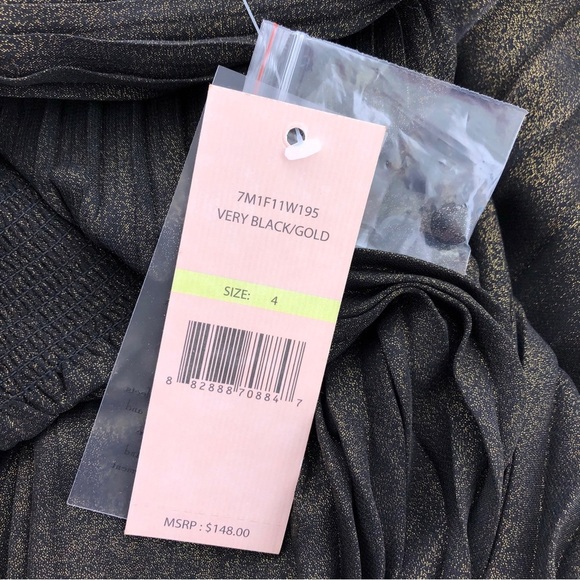 7M1F11W195
VERY BLACK/GOLD
SIZE: 4
8 82888 70884 7
MSRP : $148.00